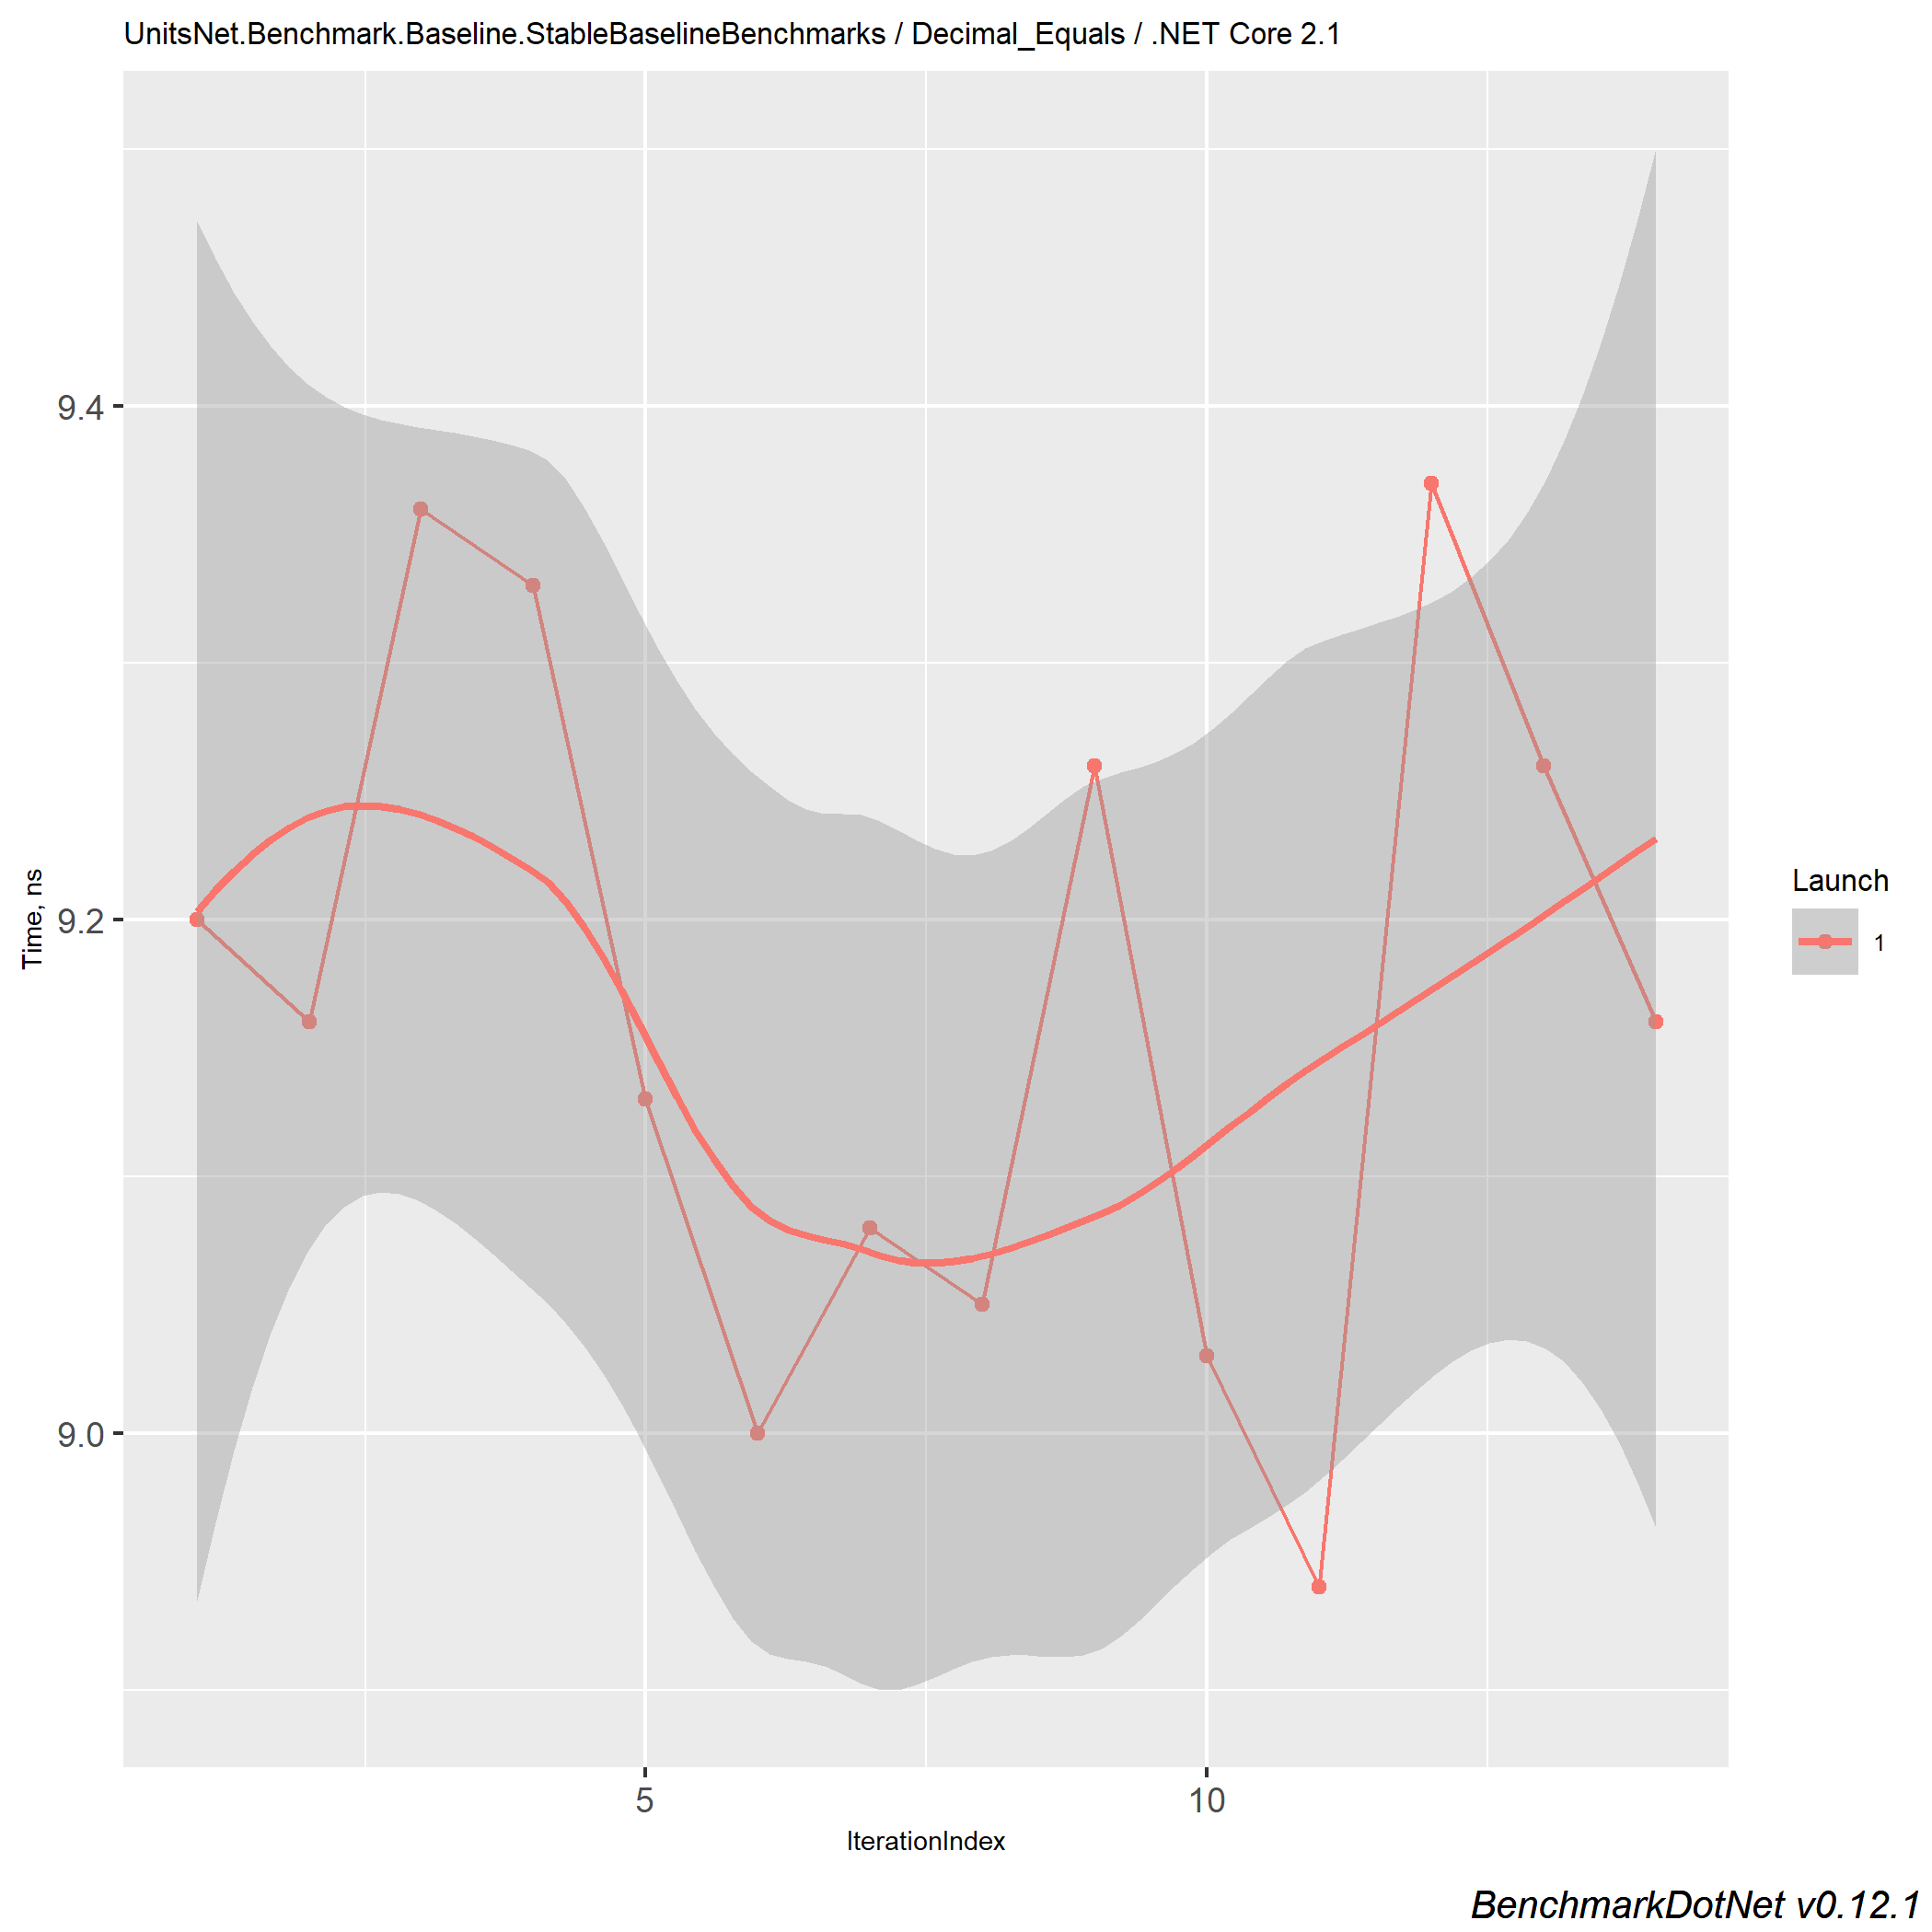 UnitsNet.Benchmark.Baseline.StableBaselineBenchmarks / Decimal_Equals / .NET Core 2.1
9.4
9.2
9.0
Time, ns
5
10
IterationIndex
Launch
1
BenchmarkDotNet v0.12.1